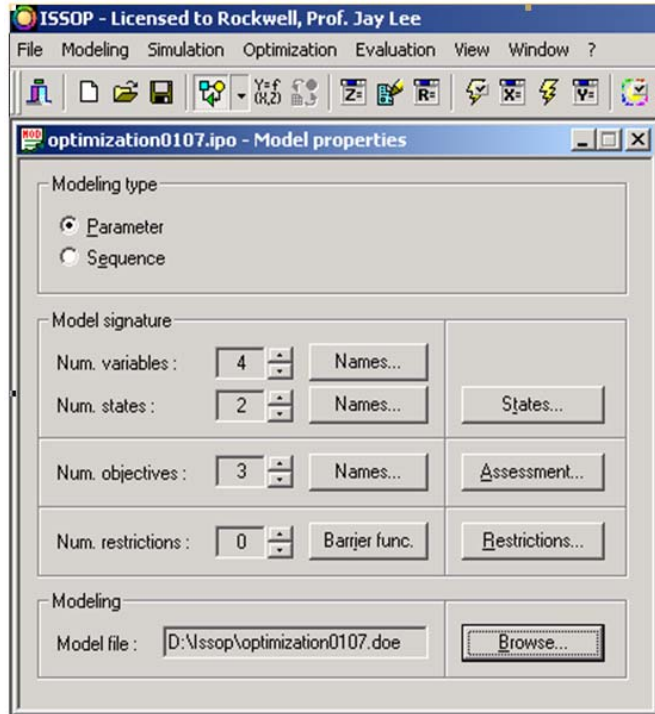 ISSOP - Licensed to Rockwell, Prof. Jay Lee
File Modeling Simulation Optimization Evaluation View Window ?
Y=f (X,Z) Z= R= X= Y=
MOD optimization0107.ipo - Model properties
Modeling type
Parameter
Sequence
Model signature
Num. variables : 4 Names...
Num. states : 2 Names... States...
Num. objectives : 3 Names... Assessment...
Num. restrictions : 0 Barrier func. Restrictions...
Modeling
Model file : D:\Issop\optimization0107.doe Browse...